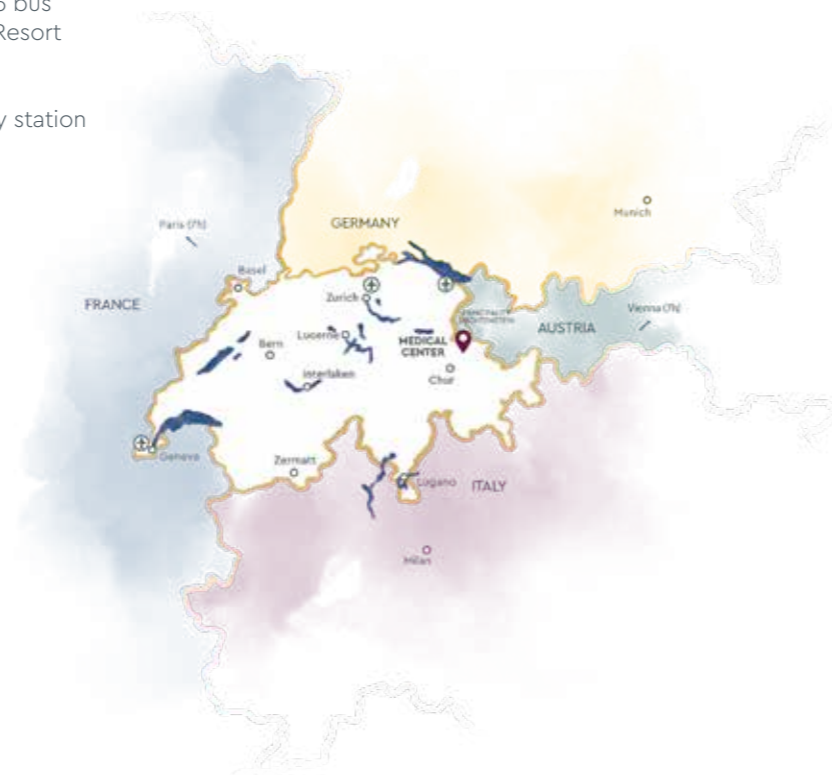 bus
Resort
station
Paris (7h)
GERMANY
Munich
Basel
FRANCE
Zurich
Vienna (7h)
AUSTRIA
Lucerne
Bern
MEDICAL
CENTER
Interlaken
Chur
Geneva
Zermatt
Lugano
ITALY
Milan